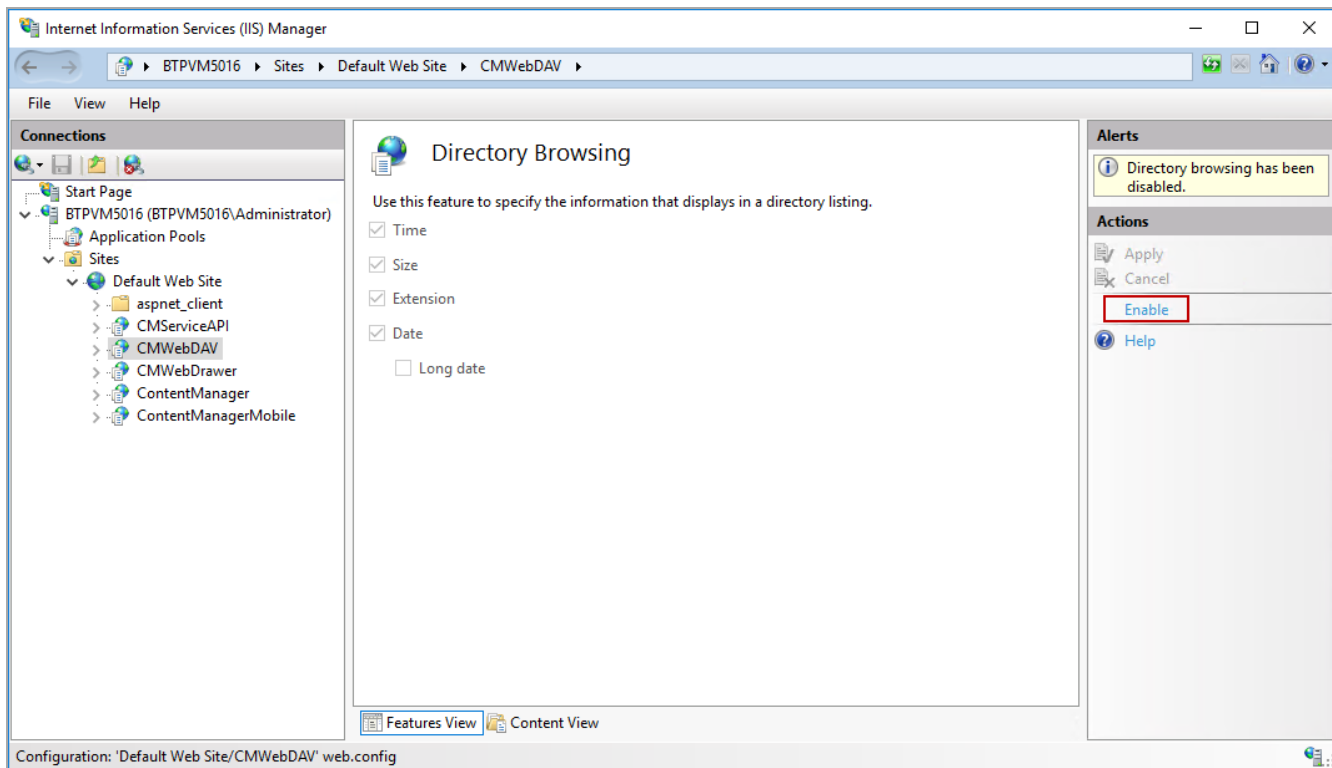 Internet Information Services (IIS) Manager
BTPVM5016 Sites Default Web Site CMWebDAV
File View Help
Connections
Start Page
BTPVM5016 (BTPVM5016\Administrator)
Application Pools
Sites
Default Web Site
aspnet_client
CMServiceAPI
CMWebDAV
CMWebDrawer
ContentManager
ContentManagerMobile
Directory Browsing
Use this feature to specify the information that displays in a directory listing.
Time
Size
Extension
Date
Long date
Features View Content View
Alerts
Directory browsing has been
disabled.
Actions
Apply
Cancel
Enable
Help
Configuration: 'Default Web Site/CMWebDAV' web.config